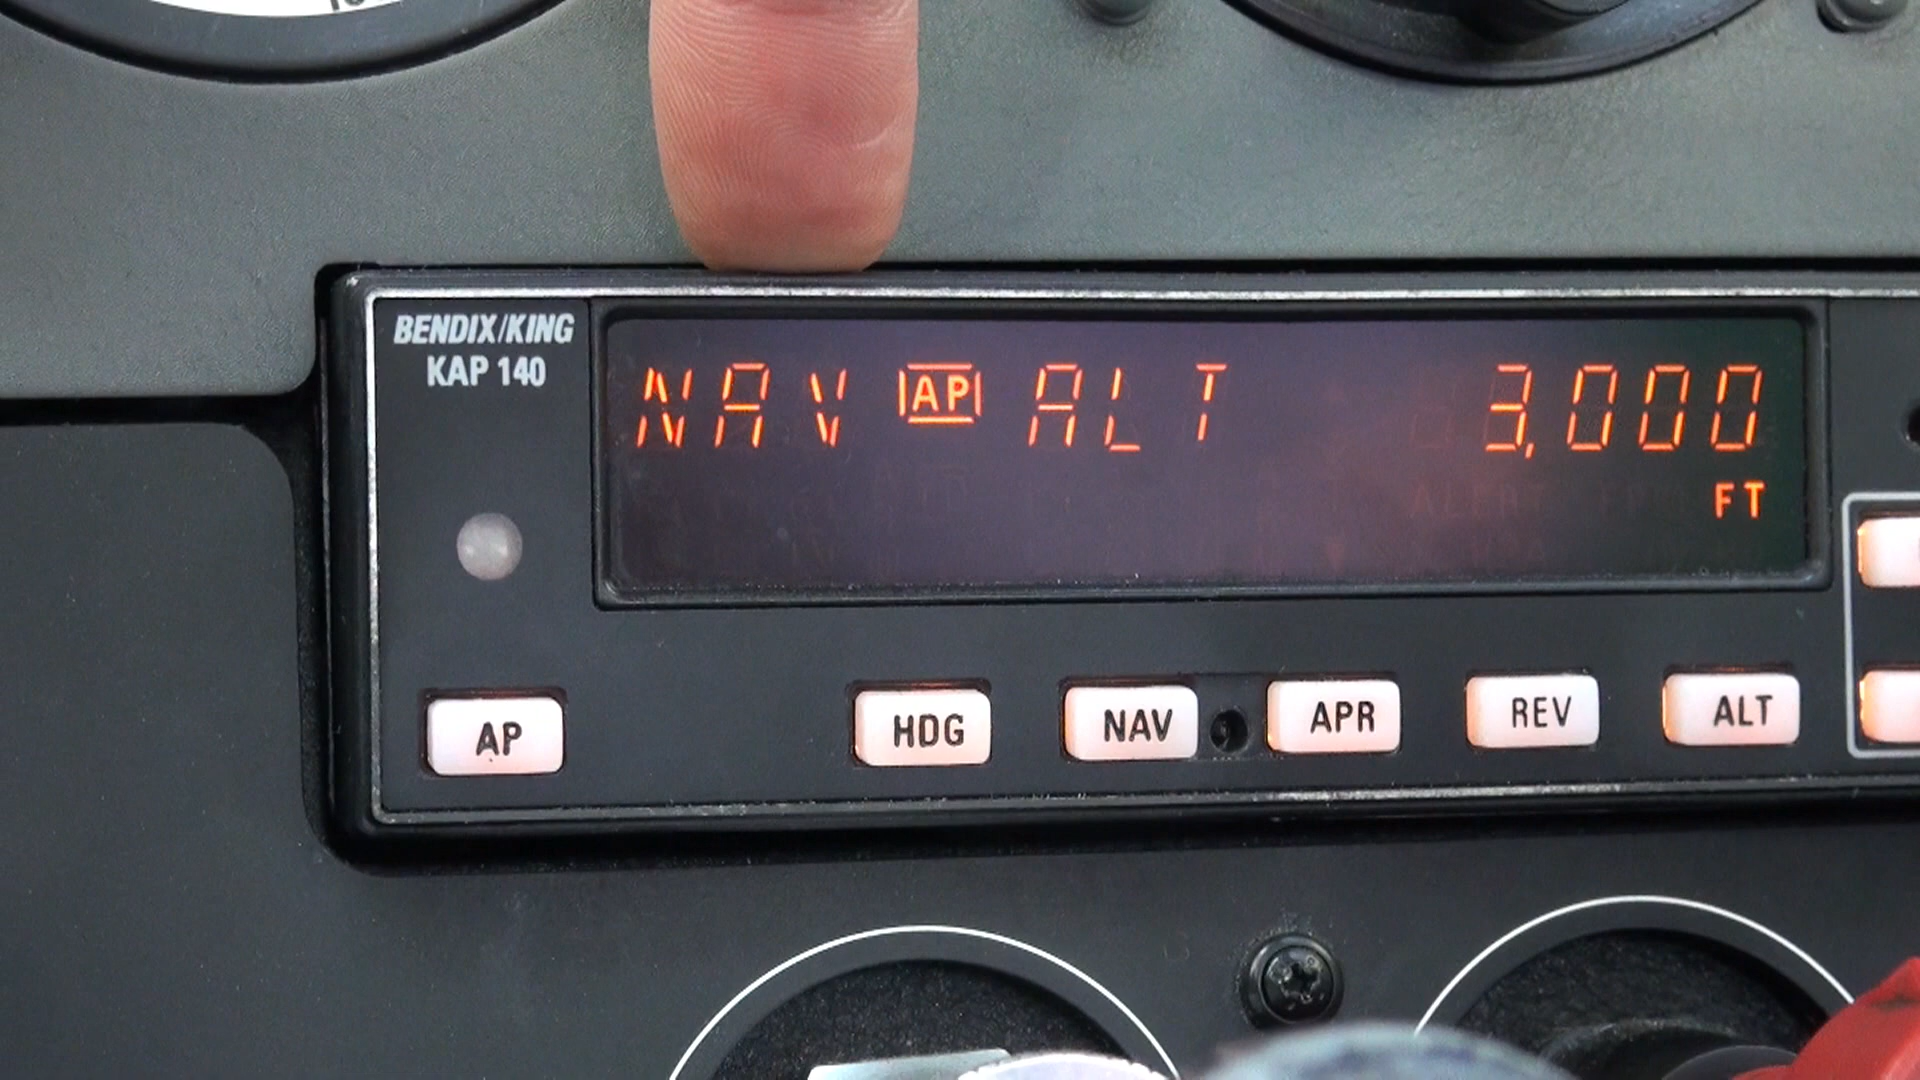 BENDIX/KING
KAP 140
NAV AP ALT 3,000
FT
AP HDG NAV APR REV ALT